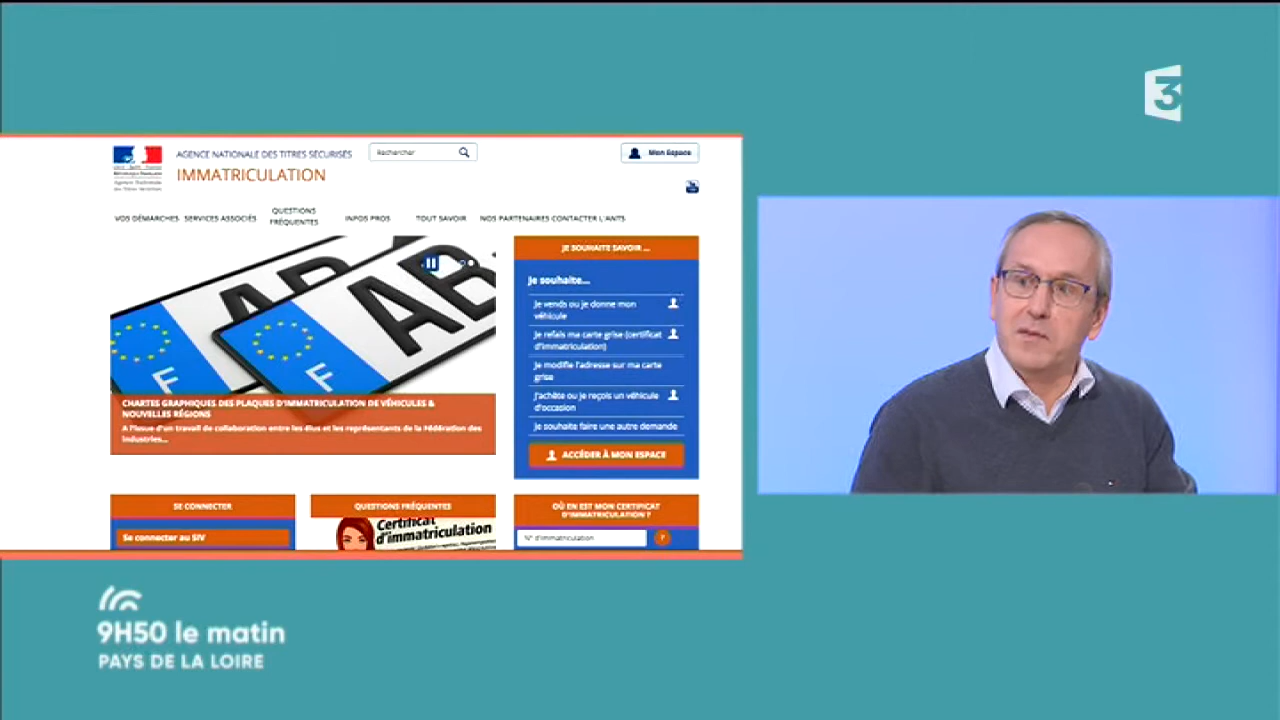 3
AGENCE NATIONALE DES TITRES SÉCURISÉS
IMMATRICULATION
Rechercher
Mon Espace
VOS DÉMARCHES
SERVICES ASSOCIÉS
QUESTIONS
FRÉQUENTES
INFOS PROS
TOUT SAVOIR
NOS PARTENAIRES
CONTACTER L'ANTS
AB
AB
F
F
CHARTES GRAPHIQUES DES PLAQUES D'IMMATRICULATION DE VÉHICULES &
NOUVELLES RÉGIONS
A l'issue d'un travail de collaboration entre les élus et les représentants de la Fédération des
Industries...
JE SOUHAITE SAVOIR ...
Je souhaite...
Je vends ou je donne mon
véhicule
Je refais ma carte grise (certificat
d'immatriculation)
Je modifie l'adresse sur ma carte
grise
J'achète ou je reçois un véhicule
d'occasion
Je souhaite faire une autre demande
ACCÉDER À MON ESPACE
SE CONNECTER
Se connecter au SIV
QUESTIONS FRÉQUENTES
Certificat
d'immatriculation
OÙ EN EST MON CERTIFICAT
D'IMMATRICULATION ?
N° d'immatriculation
?
9H50 le matin
PAYS DE LA LOIRE